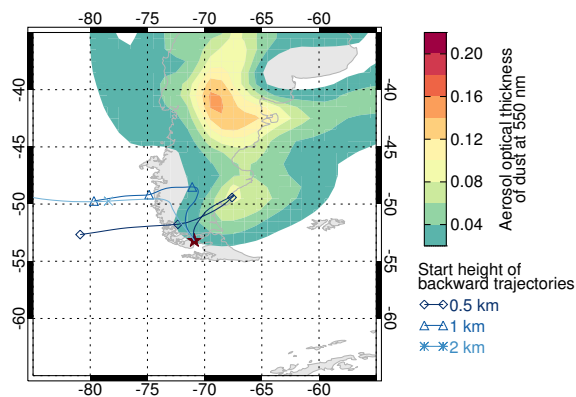 -80 -75 -70 -65 -60
-40 -45 -50 -55 -60
-40 -45 -50 -55 -60
-80 -75 -70 -65 -60
0.20
0.16
0.12
0.08
0.04
Aerosol optical thickness
of dust at 550 nm
Start height of
backward trajectories
0.5 km
1 km
2 km